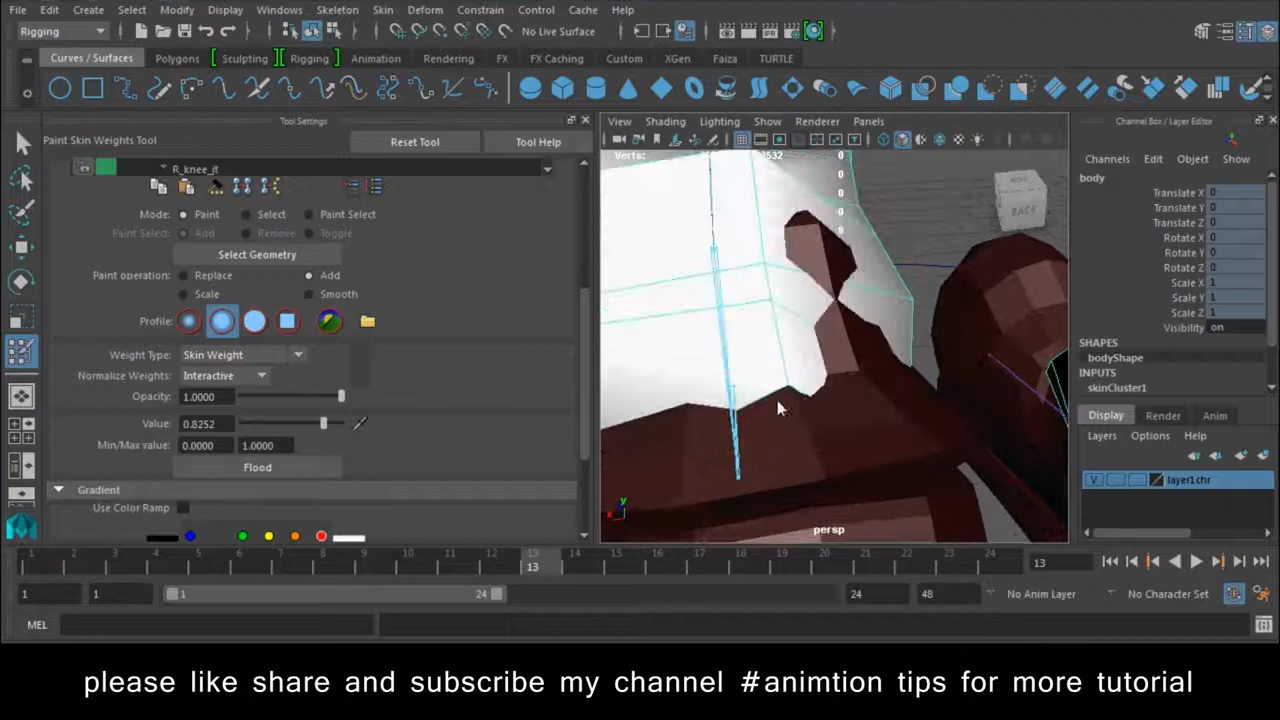 File Edit Create Select Modify Display Windows Skeleton Skin Deform Constrain Control Cache Help
Rigging No Live Surface
Curves / Surfaces Polygons Sculpting Rigging Animation Rendering FX FX Caching Custom XGen Faiza TURTLE
Tool Settings
Paint Skin Weights Tool Reset Tool Tool Help
R_knee_jt
Mode: Paint Select Paint Select
Paint Select: Add Remove Toggle
Select Geometry
Paint operation: Replace Add
Scale Smooth
Profile:
Weight Type: Skin Weight
Normalize Weights: Interactive
Opacity: 1.0000
Value: 0.8252
Min/Max value: 0.0000 1.0000
Flood
Gradient
Use Color Ramp
View Shading Lighting Show Renderer Panels
Verts: 0
0
0
0
0
BACK
y
x
persp
Channel Box / Layer Editor
Channels Edit Object Show
body
Translate X 0
Translate Y 0
Translate Z 0
Rotate X 0
Rotate Y 0
Rotate Z 0
Scale X 1
Scale Y 1
Scale Z 1
Visibility on
SHAPES
bodyShape
INPUTS
skinCluster1
Display Render Anim
Layers Options Help
V layer1chr
1 2 3 4 5 6 7 8 9 10 11 12 13 14 15 16 17 18 19 20 21 22 23 24
13 13
1 1 1 24 24 48 No Anim Layer No Character Set
MEL
please like share and subscribe my channel #animtion tips for more tutorial